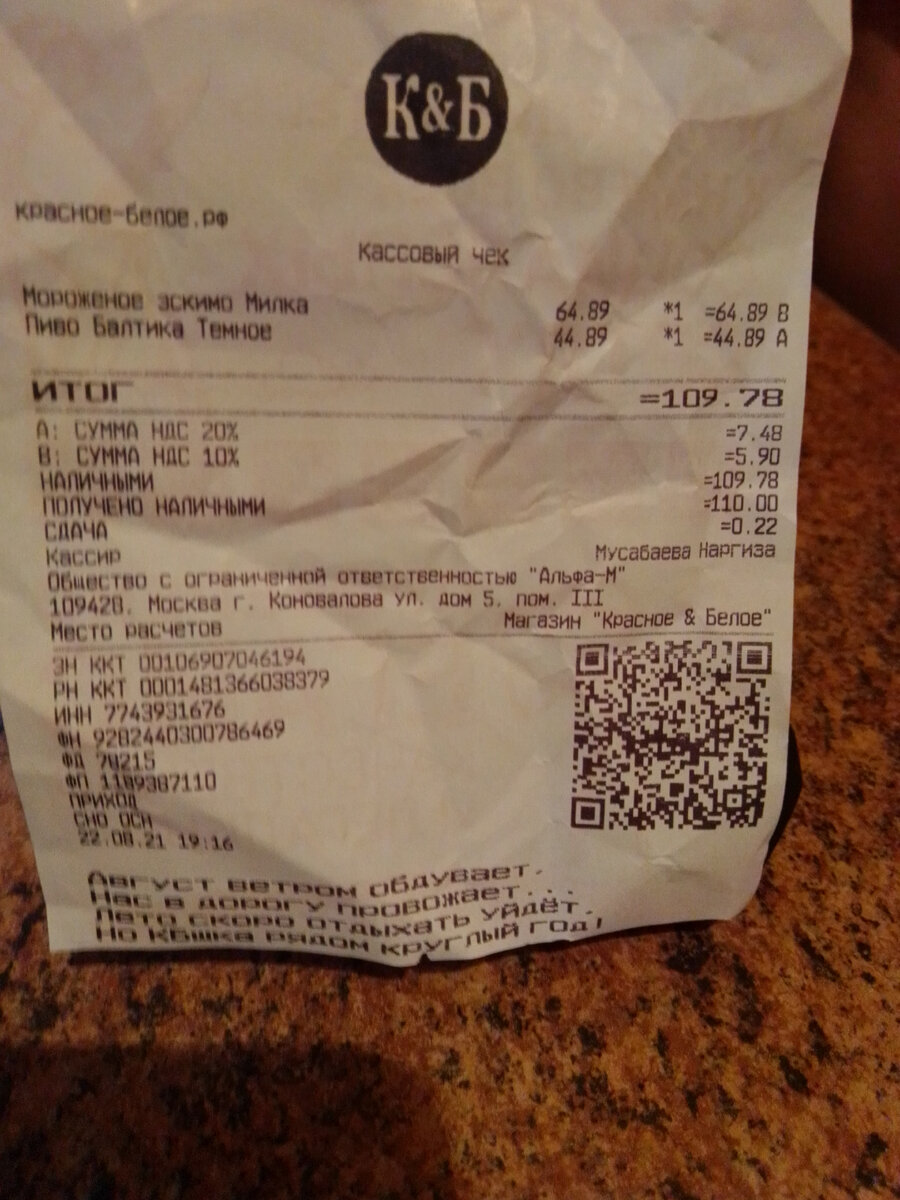 К&Б
красное-белое.рф
Кассовый чек
Мороженое эскимо Милка 64.89 *1 =64.89 В
Пиво Балтика Темное 44.89 *1 =44.89 А
ИТОГ =109.78
А: СУММА НДС 20% =7.48
В: СУММА НДС 10% =5.90
НАЛИЧНЫМИ =109.78
ПОЛУЧЕНО НАЛИЧНЫМИ =110.00
СДАЧА =0.22
Кассир Мусабаева Наргиза
Общество с ограниченной ответственностью "Альфа-М"
109428, Москва г. Коновалова ул. дом 5, пом. III
Место расчетов Магазин "Красное & Белое"
ЗН ККТ 00106907046194
РН ККТ 0001481366038379
ИНН 7743931676
ФН 9282440300786469
ФД 78215
ФП 1189387110
ПРИХОД
СНО ОСН
22.08.21 19:16
Август ветром обдувает.
Нас в дорогу провожает...
Лето скоро отдыхать уйдёт.
Но КБшка рядом круглый год!